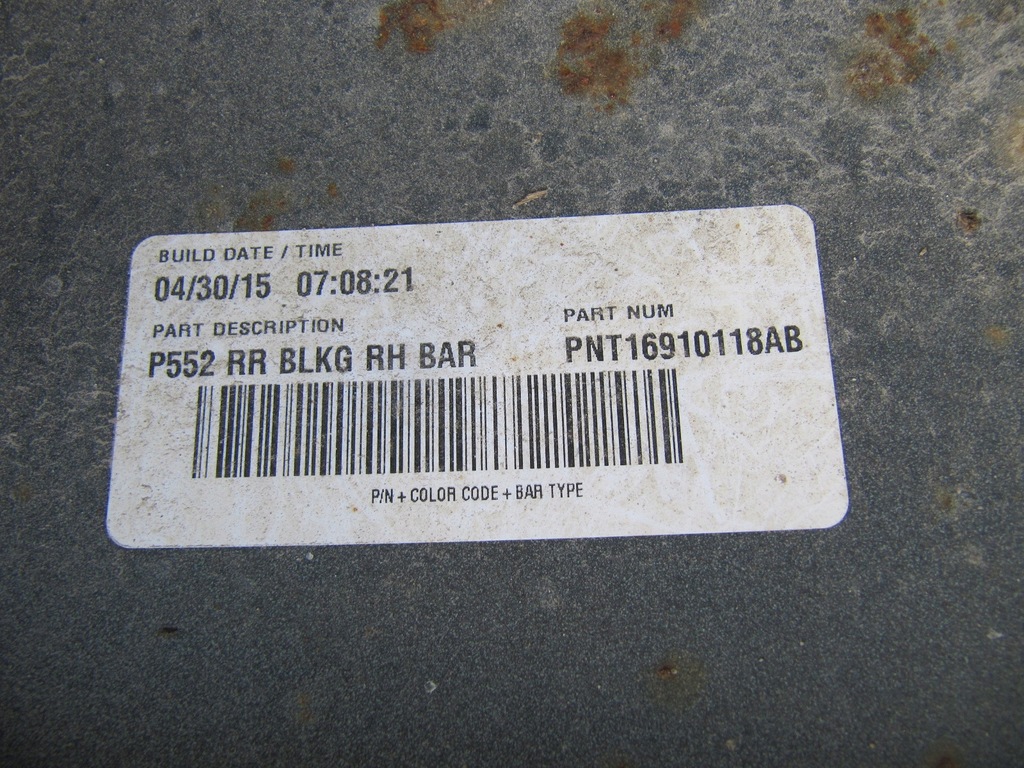 BUILD DATE / TIME
04/30/15 07:08:21
PART DESCRIPTION
P552 RR BLKG RH BAR
PART NUM
PNT16910118AB
P/N + COLOR CODE + BAR TYPE